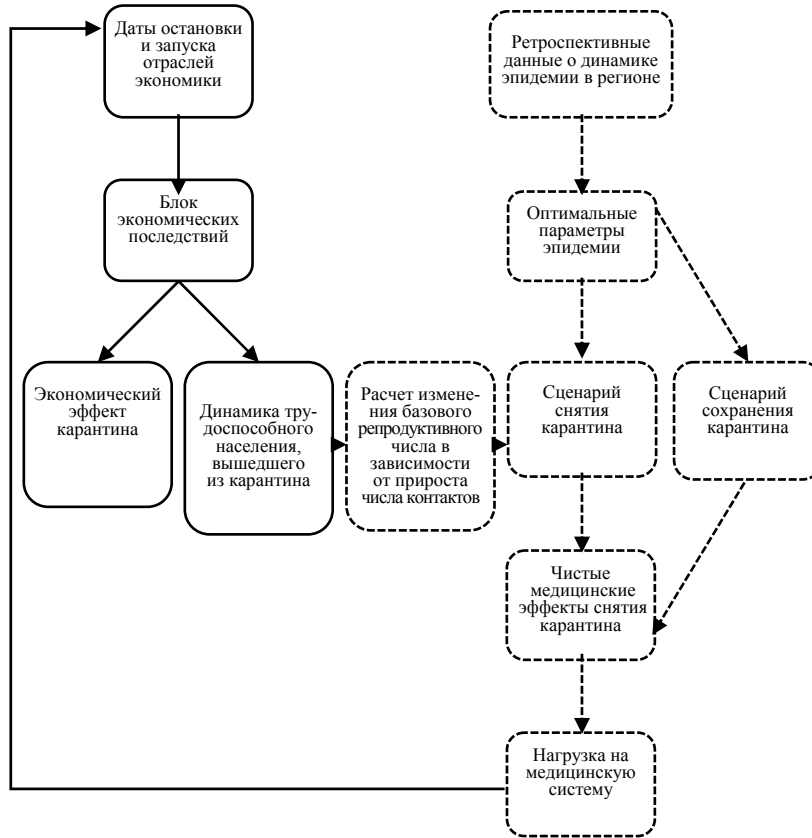 Даты остановки
и запуска
отраслей
экономики
Ретроспективные
данные о динамике
эпидемии в регионе
Блок
экономических
последствий
Оптимальные
параметры
эпидемии
Экономический
эффект
карантина
Динамика тру-
доспособного
населения,
вышедшего
из карантина
Расчет измене-
ния базового
репродуктивного
числа в
зависимости
от прироста
числа контактов
Сценарий
снятия
карантина
Сценарий
сохранения
карантина
Чистые
медицинские
эффекты снятия
карантина
Нагрузка на
медицинскую
систему